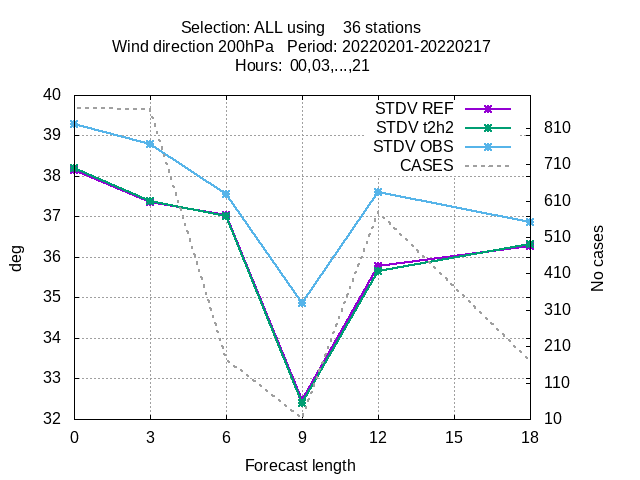 Selection: ALL using 36 stations
Wind direction 200hPa Period: 20220201-20220217
Hours: 00,03,...,21
STDV REF
STDV t2h2
STDV OBS
CASES
40
39
38
37
36
35
34
33
32
deg
810
710
610
510
410
310
210
110
10
No cases
0 3 6 9 12 15 18
Forecast length